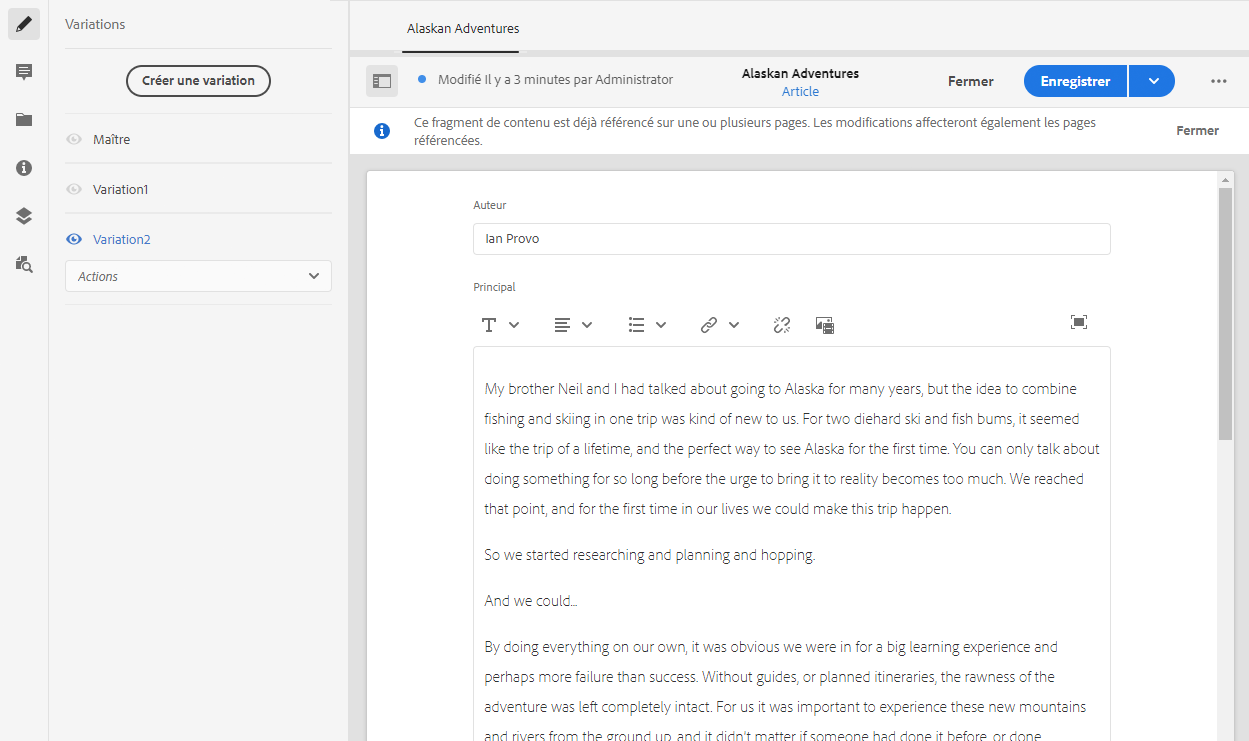 Variations
Créer une variation
Maître
Variation1
Variation2
Actions
Alaskan Adventures
Modifié Il y a 3 minutes par Administrator
Alaskan Adventures
Article
Fermer
Enregistrer
Ce fragment de contenu est déjà référencé sur une ou plusieurs pages. Les modifications affecteront également les pages
référencées.
Fermer
Auteur
Ian Provo
Principal
My brother Neil and I had talked about going to Alaska for many years, but the idea to combine
fishing and skiing in one trip was kind of new to us. For two diehard ski and fish bums, it seemed
like the trip of a lifetime, and the perfect way to see Alaska for the first time. You can only talk about
doing something for so long before the urge to bring it to reality becomes too much. We reached
that point, and for the first time in our lives we could make this trip happen.
So we started researching and planning and hopping.
And we could...
By doing everything on our own, it was obvious we were in for a big learning experience and
perhaps more failure than success. Without guides, or planned itineraries, the rawness of the
adventure was left completely intact. For us it was important to experience these new mountains
and rivers from the ground up, and it didn't matter if someone had done it before, or done